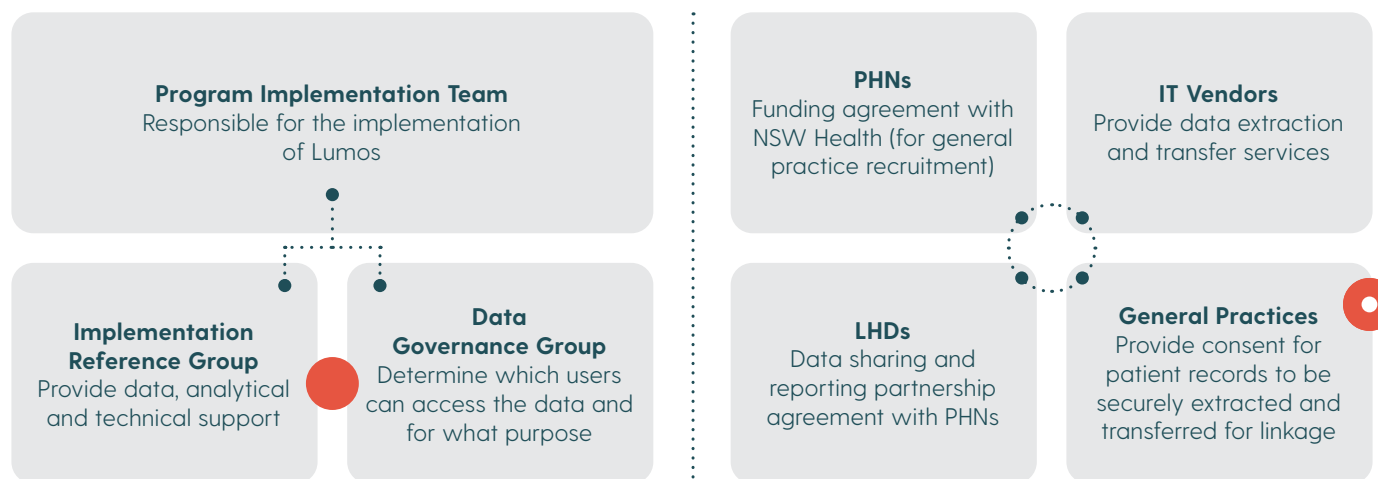 Program Implementation Team
Responsible for the implementation
of Lumos
Implementation
Reference Group
Provide data, analytical
and technical support
Data
Governance Group
Determine which users
can access the data and
for what purpose
PHNs
Funding agreement with
NSW Health (for general
practice recruitment)
IT Vendors
Provide data extraction
and transfer services
LHDs
Data sharing and
reporting partnership
agreement with PHNs
General Practices
Provide consent for
patient records to be
securely extracted and
transferred for linkage